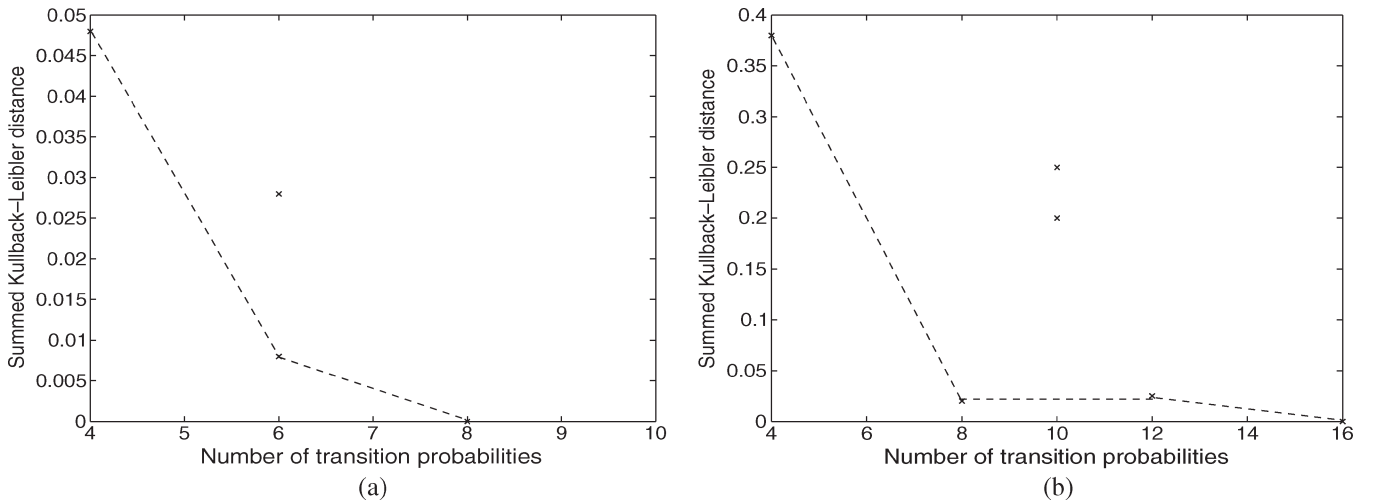 0.05
0.045
0.04
0.035
0.03
0.025
0.02
0.015
0.01
0.005
0
Summed Kullback–Leibler distance
4 5 6 7 8 9 10
Number of transition probabilities
(a)
0.4
0.35
0.3
0.25
0.2
0.15
0.1
0.05
0
Summed Kullback–Leibler distance
4 6 8 10 12 14 16
Number of transition probabilities
(b)